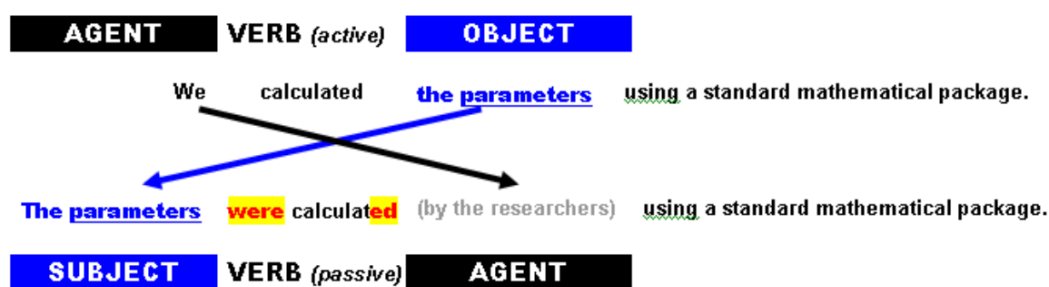 AGENT VERB (active) OBJECT
We calculated the parameters using a standard mathematical package.
The parameters were calculated (by the researchers) using a standard mathematical package.
SUBJECT VERB (passive) AGENT